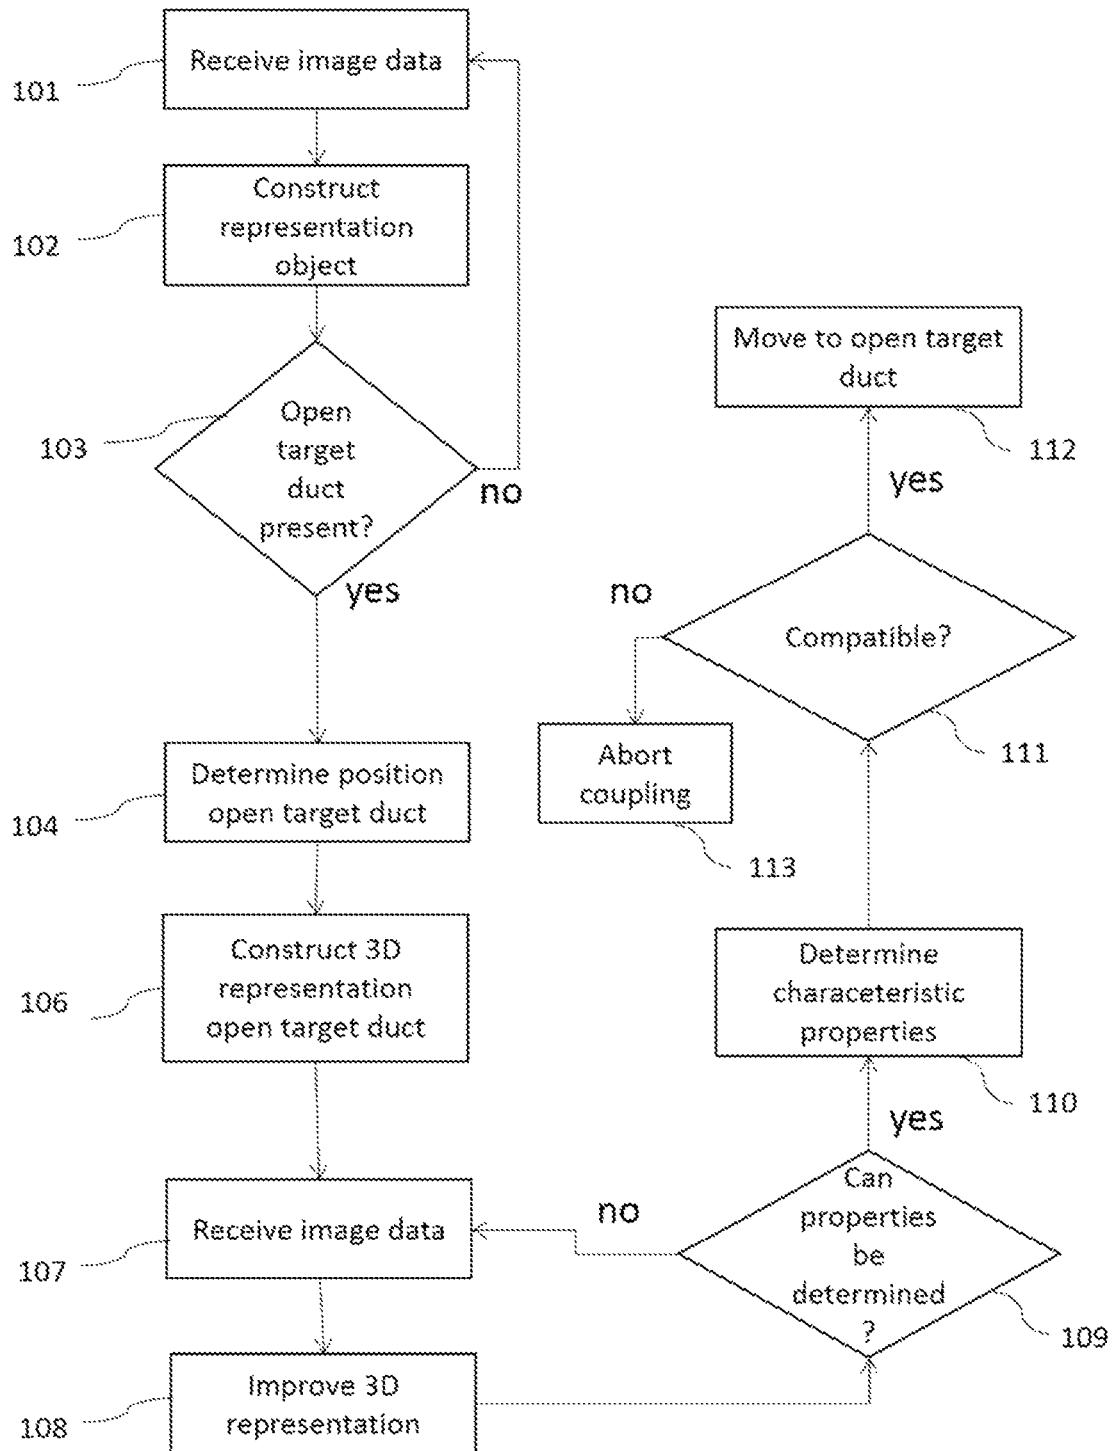 Receive image data
101
Construct
representation
object
102
Open
target
duct
present?
103
no
yes
Determine position
open target duct
104
Construct 3D
representation
open target duct
106
Receive image data
107
Improve 3D
representation
108
Can
properties
be
determined
?
109
no
yes
Determine
characeteristic
properties
110
Compatible?
111
no
Abort
coupling
113
yes
Move to open target
duct
112